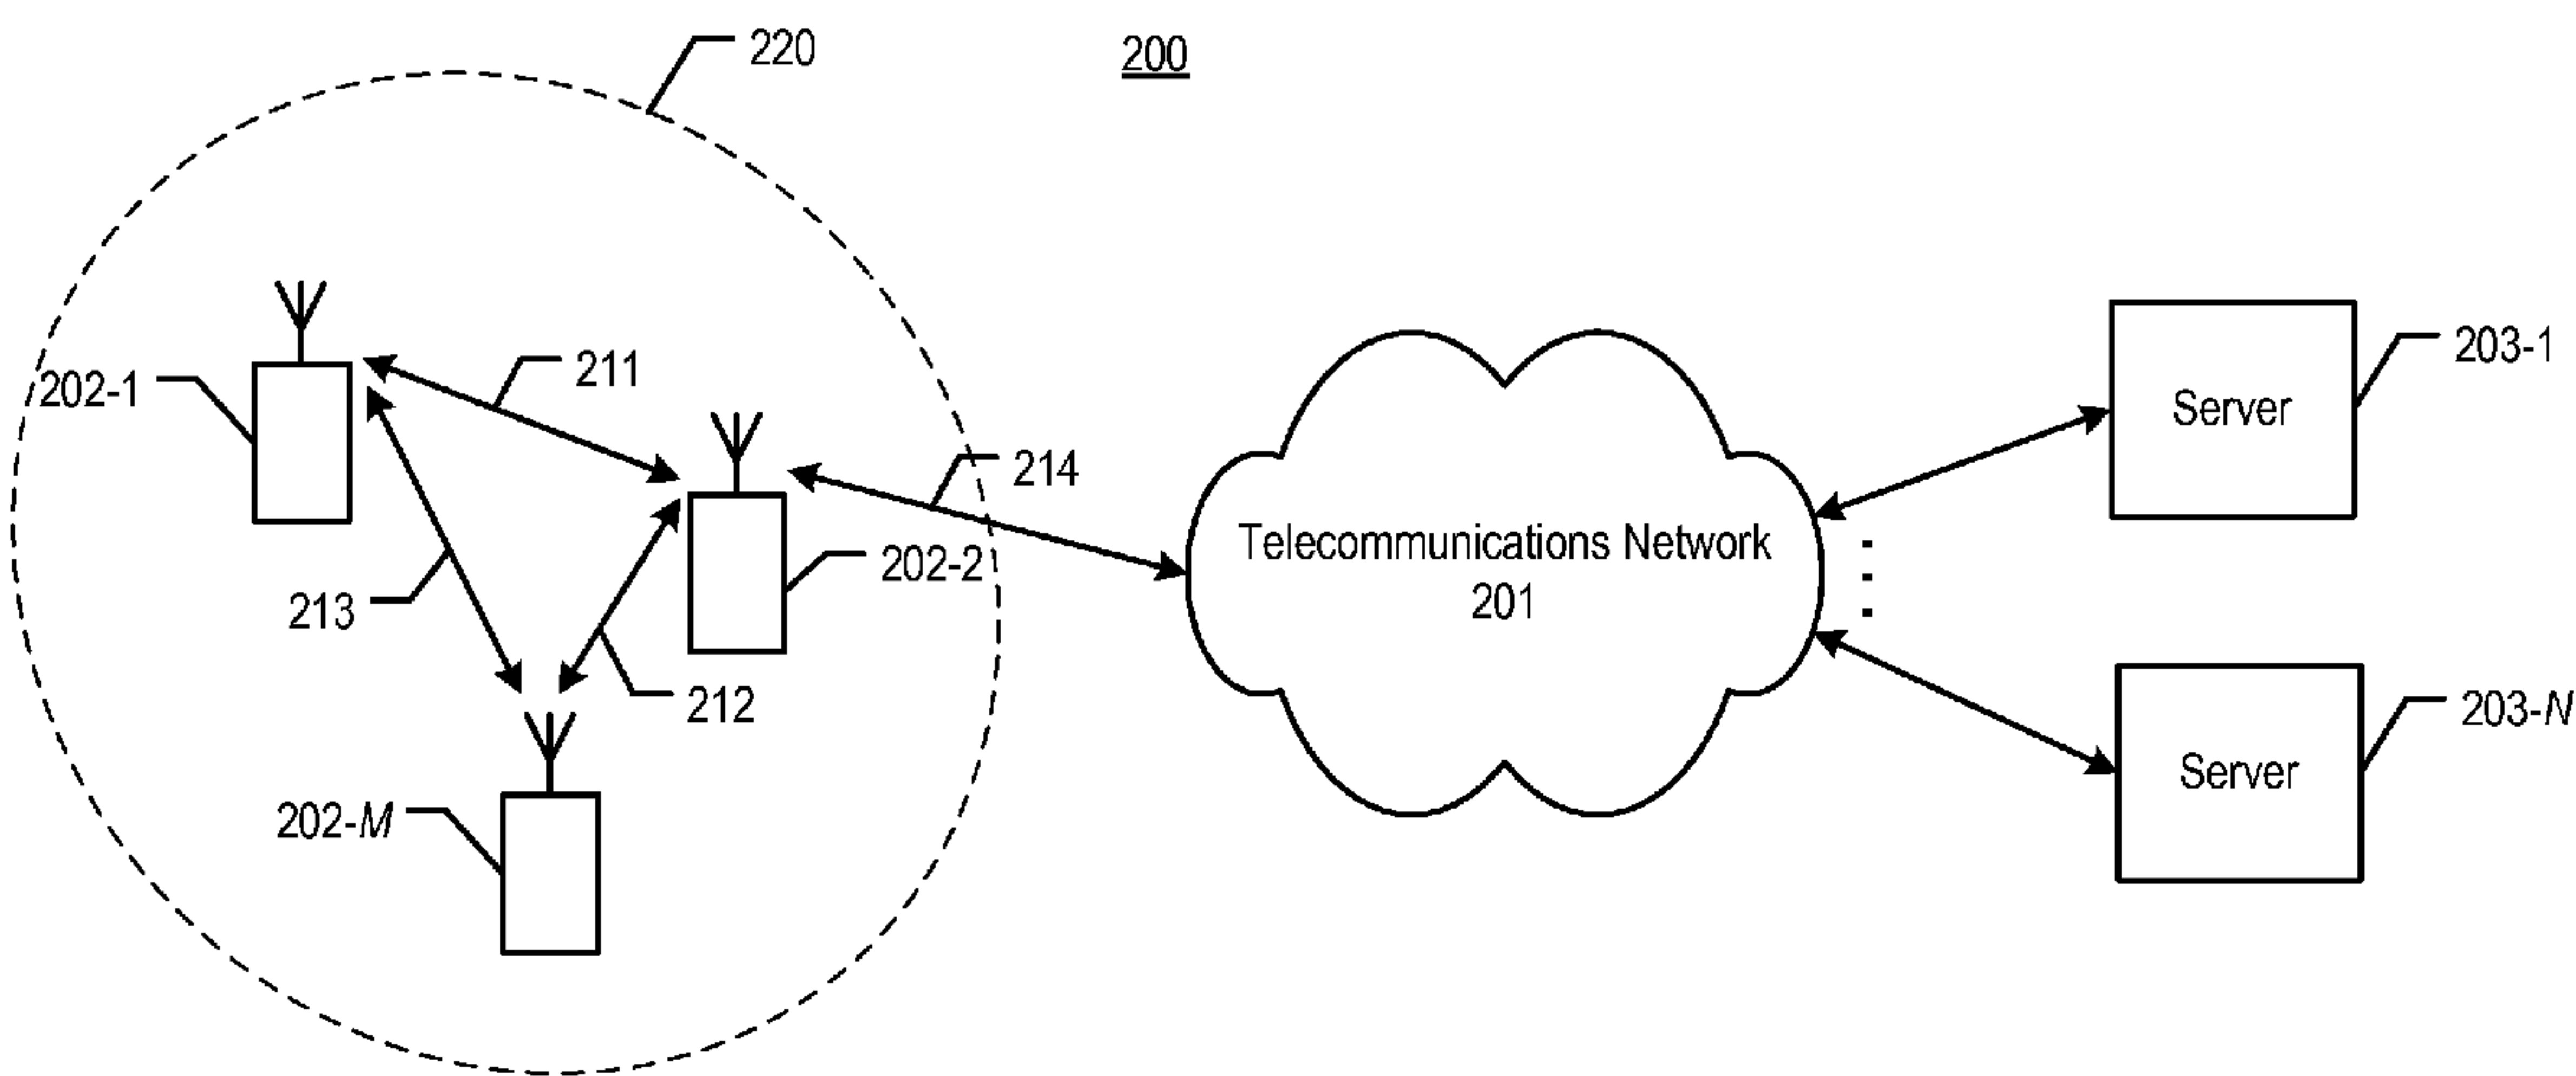 220
200
203-1
Server
211
202-1
214
Telecommunications Network
201
202-2
213
212
203-N
Server
202-M